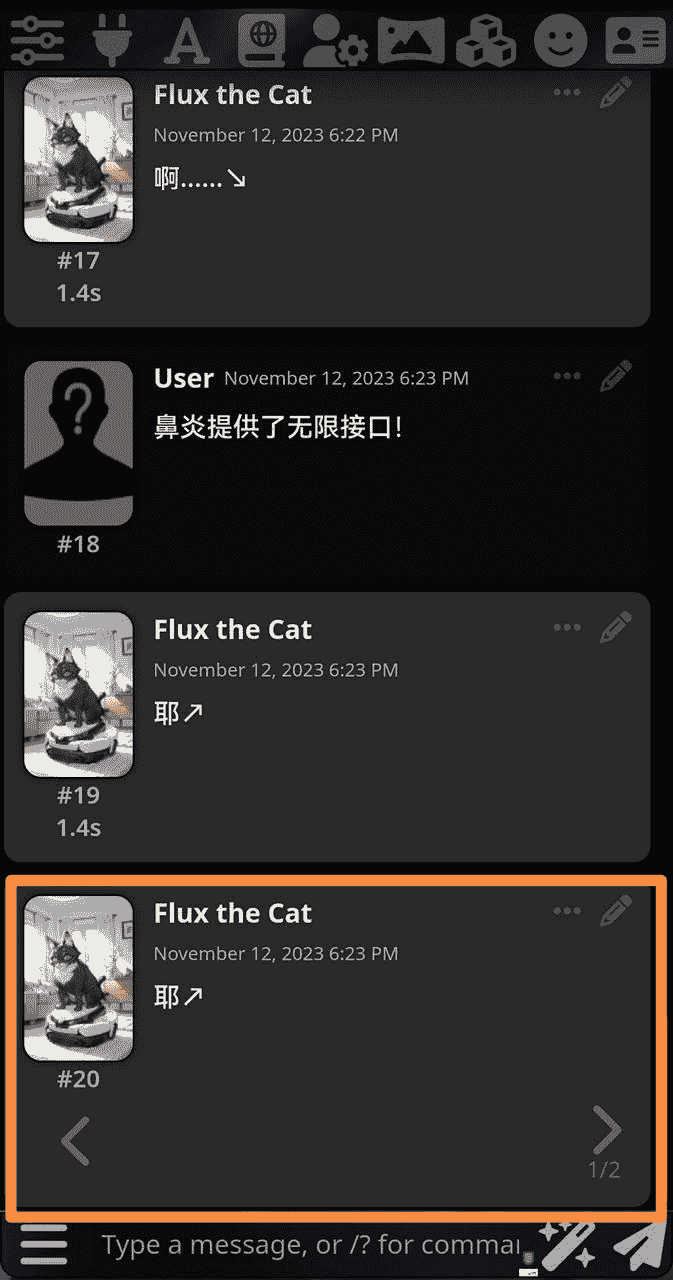 Flux the Cat
November 12, 2023 6:22 PM
啊……↘
#17
1.4s
User November 12, 2023 6:23 PM
鼻炎提供了无限接口！
#18
Flux the Cat
November 12, 2023 6:23 PM
耶↗
#19
1.4s
Flux the Cat
November 12, 2023 6:23 PM
耶↗
#20
1/2
Type a message, or /? for comma